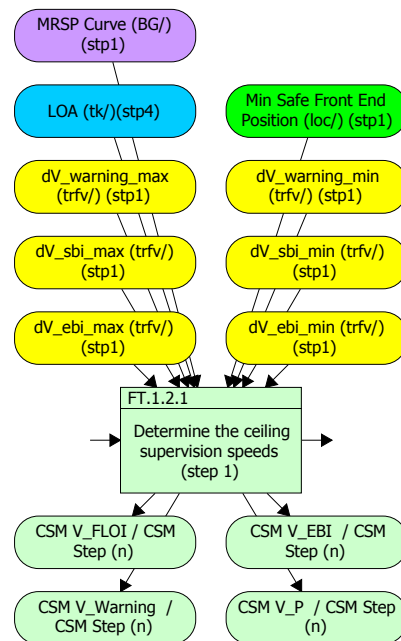 MRSP Curve (BG/)
(stp1)
LOA (tk/)(stp4)
Min Safe Front End
Position (loc/) (stp1)
dV_warning_max
(trfv/) (stp1)
dV_warning_min
(trfv/) (stp1)
dV_sbi_max (trfv/)
(stp1)
dV_sbi_min (trfv/)
(stp1)
dV_ebi_max (trfv/)
(stp1)
dV_ebi_min (trfv/)
(stp1)
FT.1.2.1
Determine the ceiling
supervision speeds
(step 1)
CSM V_FLOI / CSM
Step (n)
CSM V_EBI / CSM
Step (n)
CSM V_Warning /
CSM Step (n)
CSM V_P / CSM Step
(n)